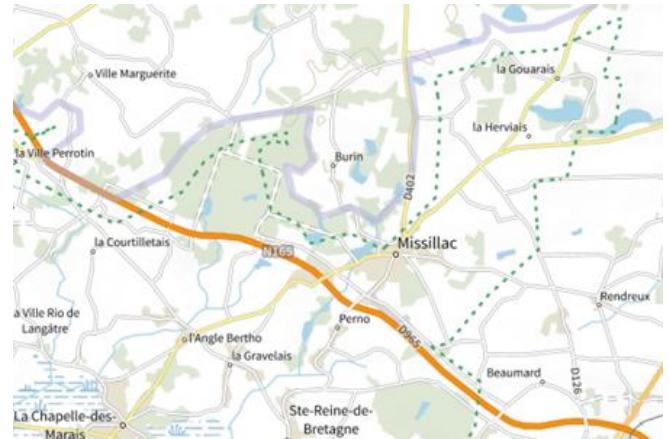 la Gouarais
Ville Marguerite
la Herviais
la Ville Perrotin
Burin
D402
la Courtilletais
N165
Missillac
Rendreux
a Ville Rio de
Langâtre
Perno
l'Angle Bertho
D965
la Gravelais
Beaumard
D126
La Chapelle-des-
Marais
Ste-Reine-de-
Bretagne